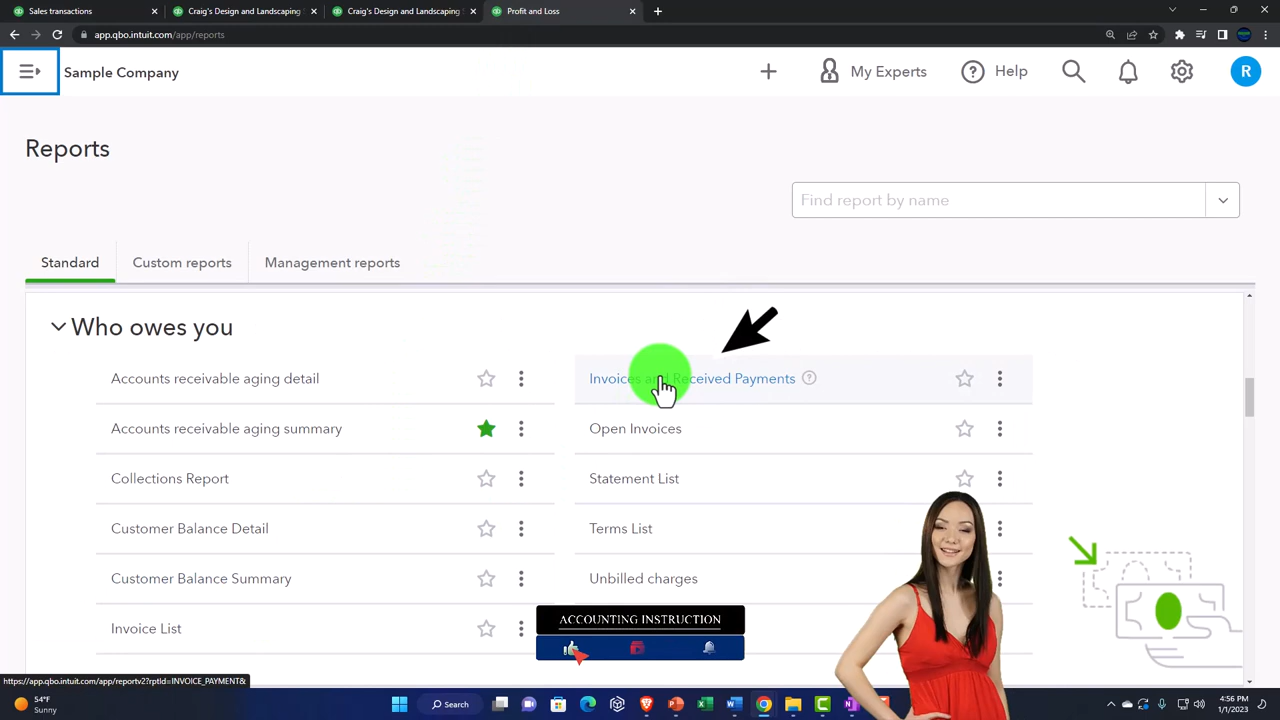 Sales transactions
Craig's Design and Landscaping
Craig's Design and Landscaping S
Profit and Loss
app.qbo.intuit.com/app/reports
Sample Company
My Experts
Help
R
Reports
Find report by name
Standard
Custom reports
Management reports
Who owes you
Accounts receivable aging detail
Invoices and Received Payments
Accounts receivable aging summary
Open Invoices
Collections Report
Statement List
Customer Balance Detail
Terms List
Customer Balance Summary
Unbilled charges
Invoice List
ACCOUNTING INSTRUCTION
https://app.qbo.intuit.com/app/reportv2?rptId=INVOICE_PAYMENT&
54°F
Sunny
Search
4:56 PM
1/1/2023